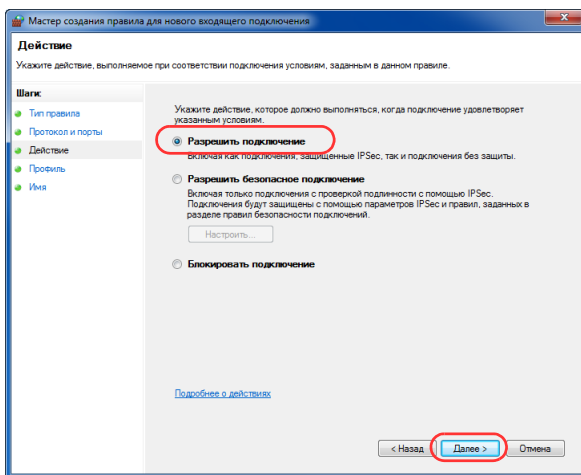 Мастер создания правила для нового входящего подключения
Действие
Укажите действие, выполняемое при соответствии подключения условиям, заданным в данном правиле.
Шаги:
Тип правила
Протокол и порты
Действие
Профиль
Имя
Укажите действие, которое должно выполняться, когда подключение удовлетворяет
указанным условиям.
Разрешить подключение
Включая как подключения, защищенные IPSec, так и подключения без защиты.
Разрешить безопасное подключение
Включая только подключения с проверкой подлинности с помощью IPSec.
Подключения будут защищены с помощью параметров IPSec и правил, заданных в
разделе правил безопасности подключений.
Настроить...
Блокировать подключение
Подробнее о действиях
< Назад
Далее >
Отмена